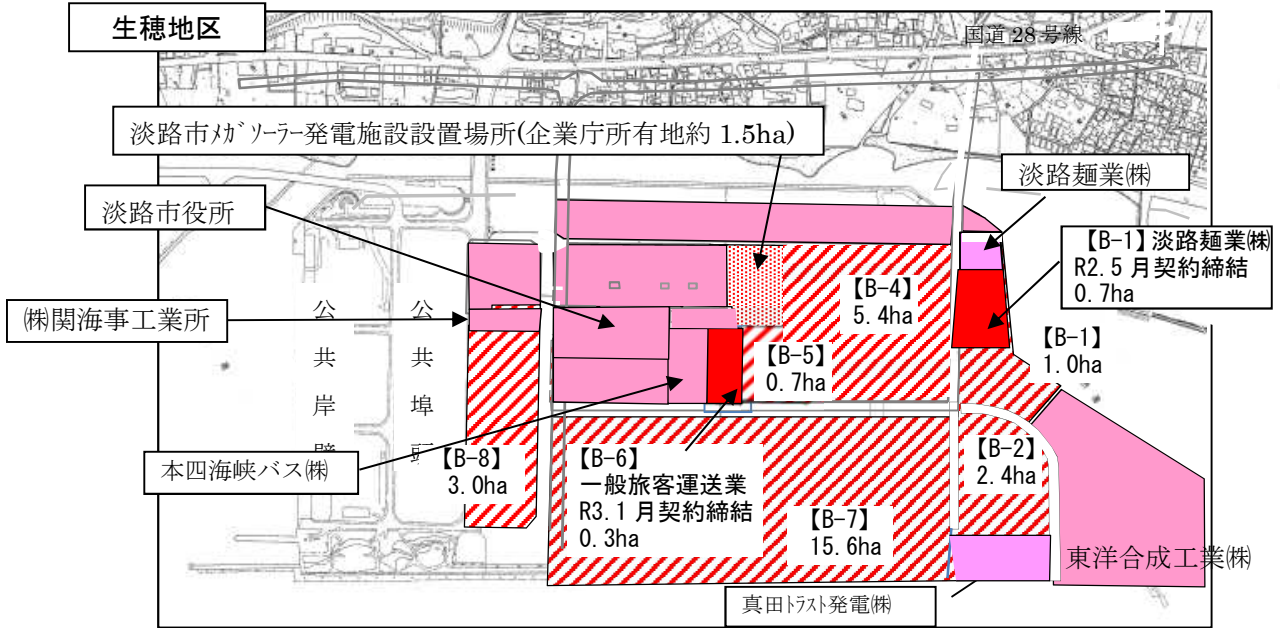 生穂地区
国道28号線
淡路市ﾒｶﾞｿｰﾗｰ発電施設設置場所(企業庁所有地約 1.5ha)
淡路麺業㈱
淡路市役所
【B-1】淡路麺業㈱
R2.5 月契約締結
0.7ha
【B-4】
5.4ha
㈱関海事工業所
公共岸壁
公共埠頭
【B-5】
0.7ha
【B-1】
1.0ha
本四海峡バス㈱
【B-8】
3.0ha
【B-6】
一般旅客運送業
R3.1 月契約締結
0.3ha
【B-2】
2.4ha
【B-7】
15.6ha
東洋合成工業㈱
真田ﾄﾗｽﾄ発電㈱